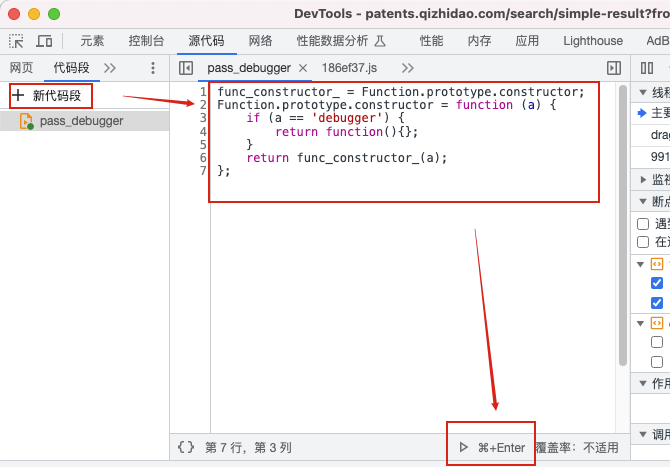 DevTools - patents.qizhidao.com/search/simple-result?fro
元素 控制台 源代码 网络 性能数据分析 性能 内存 应用 Lighthouse AdB
网页 代码段
pass_debugger × 186ef37.js
+ 新代码段
pass_debugger
1 func_constructor_ = Function.prototype.constructor;
2 Function.prototype.constructor = function (a) {
3 if (a == 'debugger') {
4 return function(){};
5 }
6 return func_constructor_(a);
7 };
线程
主要
drag
991
监视
断点
遇到
在这
作用
调用
{} 第 7 行，第 3 列 ⌘+Enter 覆盖率：不适用